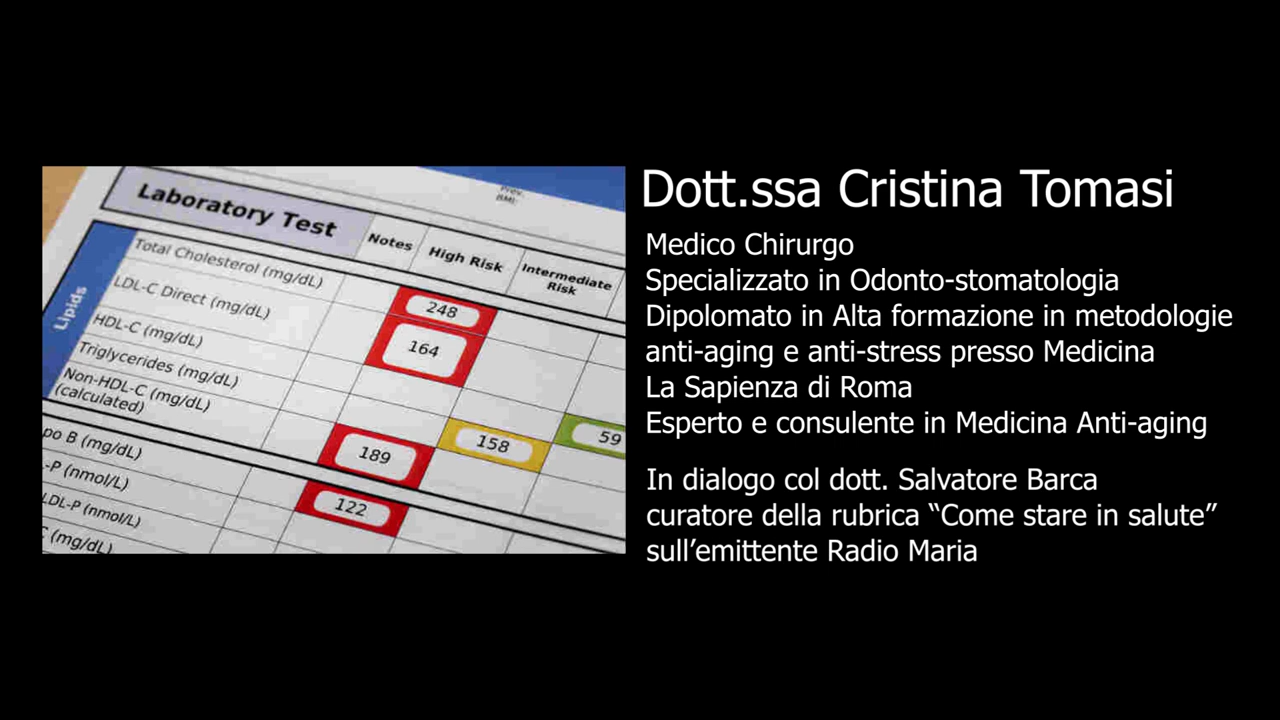 Laboratory Test
Notes
High Risk
Intermediate
Risk
Prev.
BMI:
Lipids
Total Cholesterol (mg/dL)
248
LDL-C Direct (mg/dL)
164
HDL-C (mg/dL)
59
Triglycerides (mg/dL)
158
Non-HDL-C (mg/dL)
(calculated)
189
po B (mg/dL)
122
-P (nmol/L)
LDL-P (nmol/L)
C (mg/dL)
Dott.ssa Cristina Tomasi
Medico Chirurgo
Specializzato in Odonto-stomatologia
Dipolomato in Alta formazione in metodologie
anti-aging e anti-stress presso Medicina
La Sapienza di Roma
Esperto e consulente in Medicina Anti-aging
In dialogo col dott. Salvatore Barca
curatore della rubrica “Come stare in salute”
sull’emittente Radio Maria